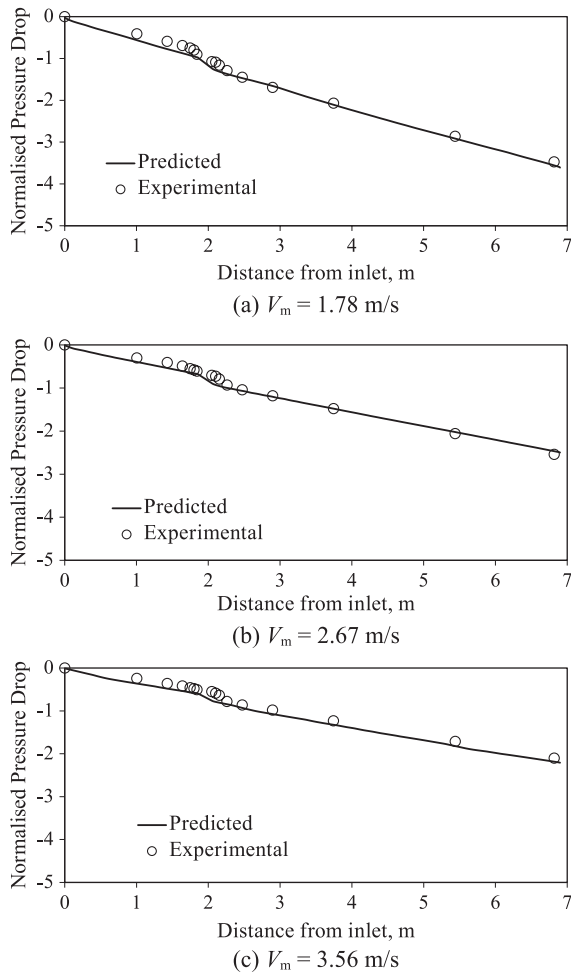 Normalised Pressure Drop
0
-1
-2
-3
-4
-5
Predicted
Experimental
0 1 2 3 4 5 6 7
Distance from inlet, m
(a) Vm = 1.78 m/s
Normalised Pressure Drop
0
-1
-2
-3
-4
-5
Predicted
Experimental
0 1 2 3 4 5 6 7
Distance from inlet, m
(b) Vm = 2.67 m/s
Normalised Pressure Drop
0
-1
-2
-3
-4
-5
Predicted
Experimental
0 1 2 3 4 5 6 7
Distance from inlet, m
(c) Vm = 3.56 m/s